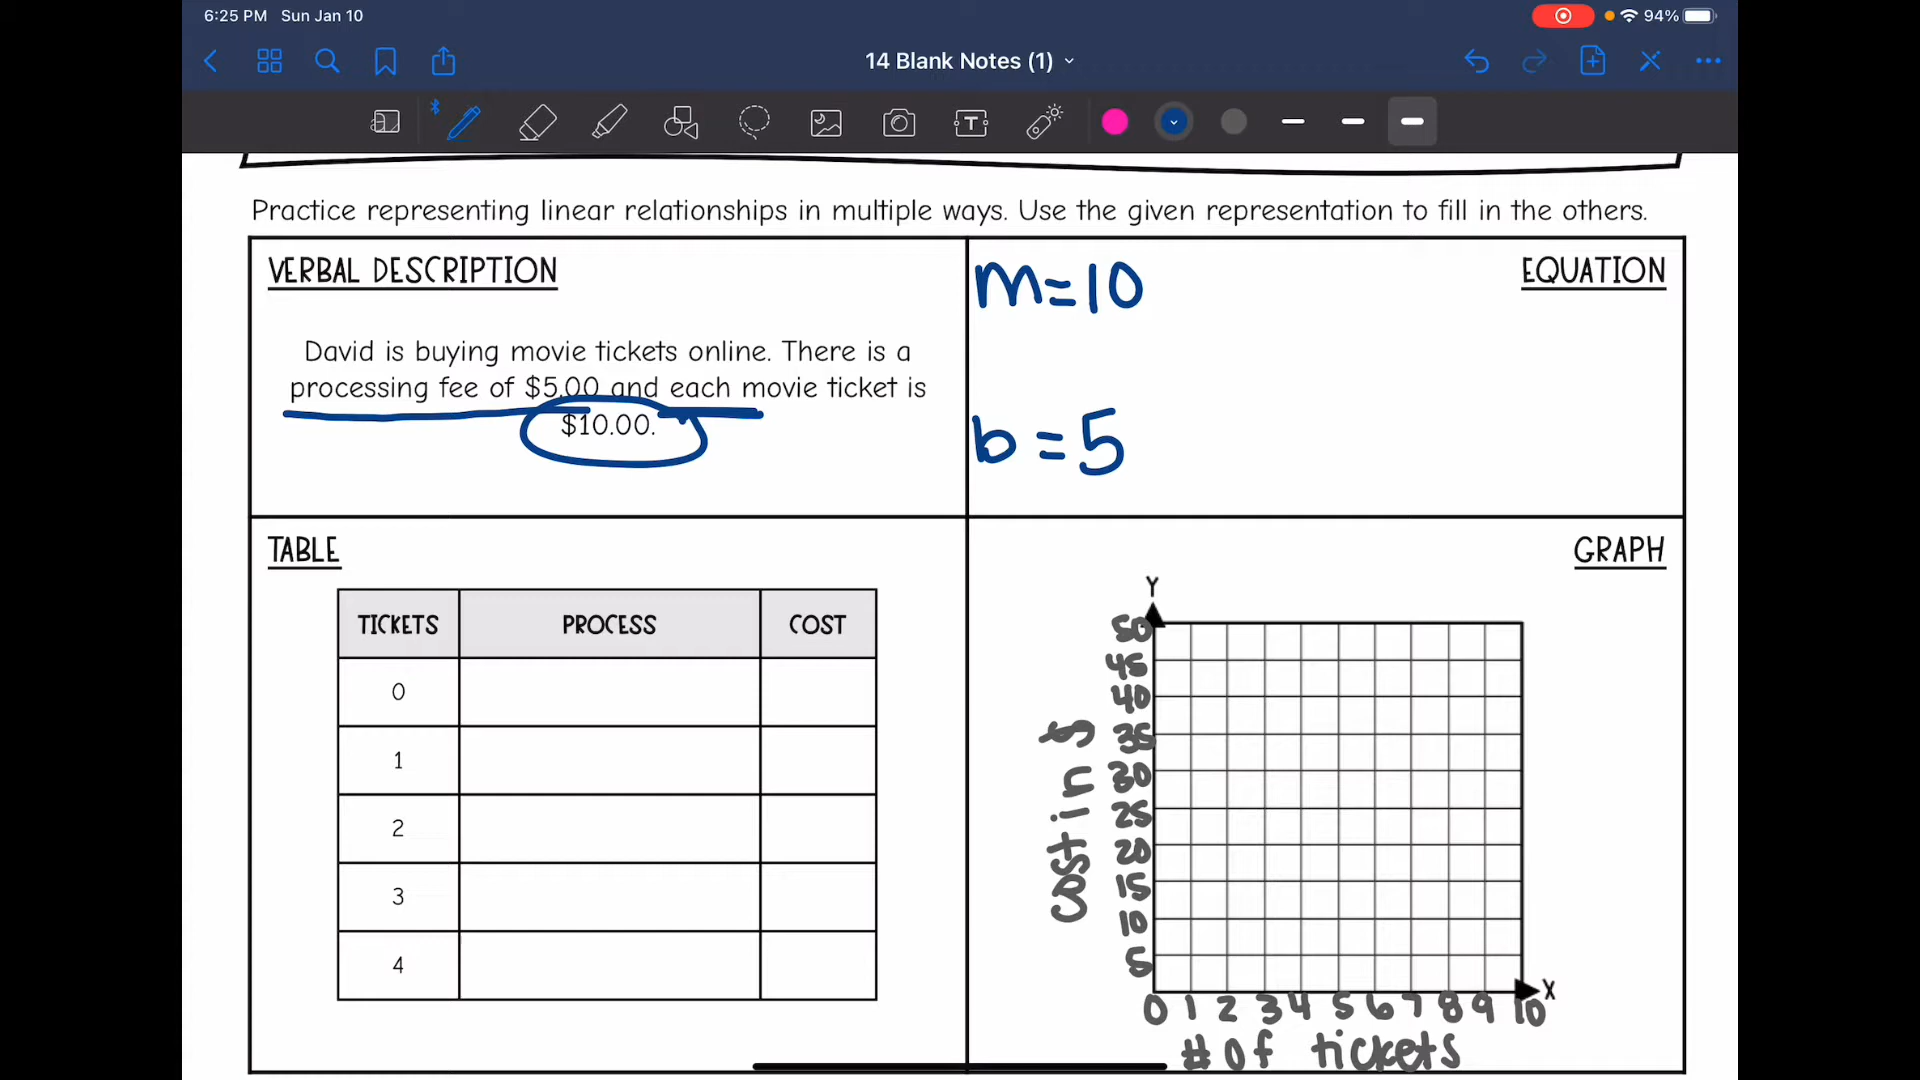 6:25 PM Sun Jan 10
94%
14 Blank Notes (1)
T
Practice representing linear relationships in multiple ways. Use the given representation to fill in the others.
VERBAL DESCRIPTION
David is buying movie tickets online. There is a
processing fee of $5.00 and each movie ticket is
$10.00.
EQUATION
m=10
b=5
TABLE
TICKETS PROCESS COST
0
1
2
3
4
GRAPH
Y
50
45
40
35
30
25
20
15
10
5
cost in $
X
0 1 2 3 4 5 6 7 8 9 10
# of tickets